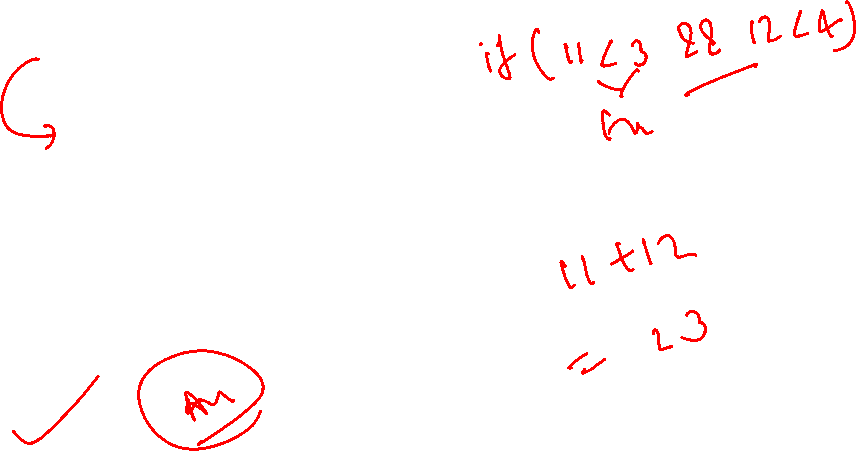 if ( 11 < 3 && 12 < 4 )
11 + 12
= 23